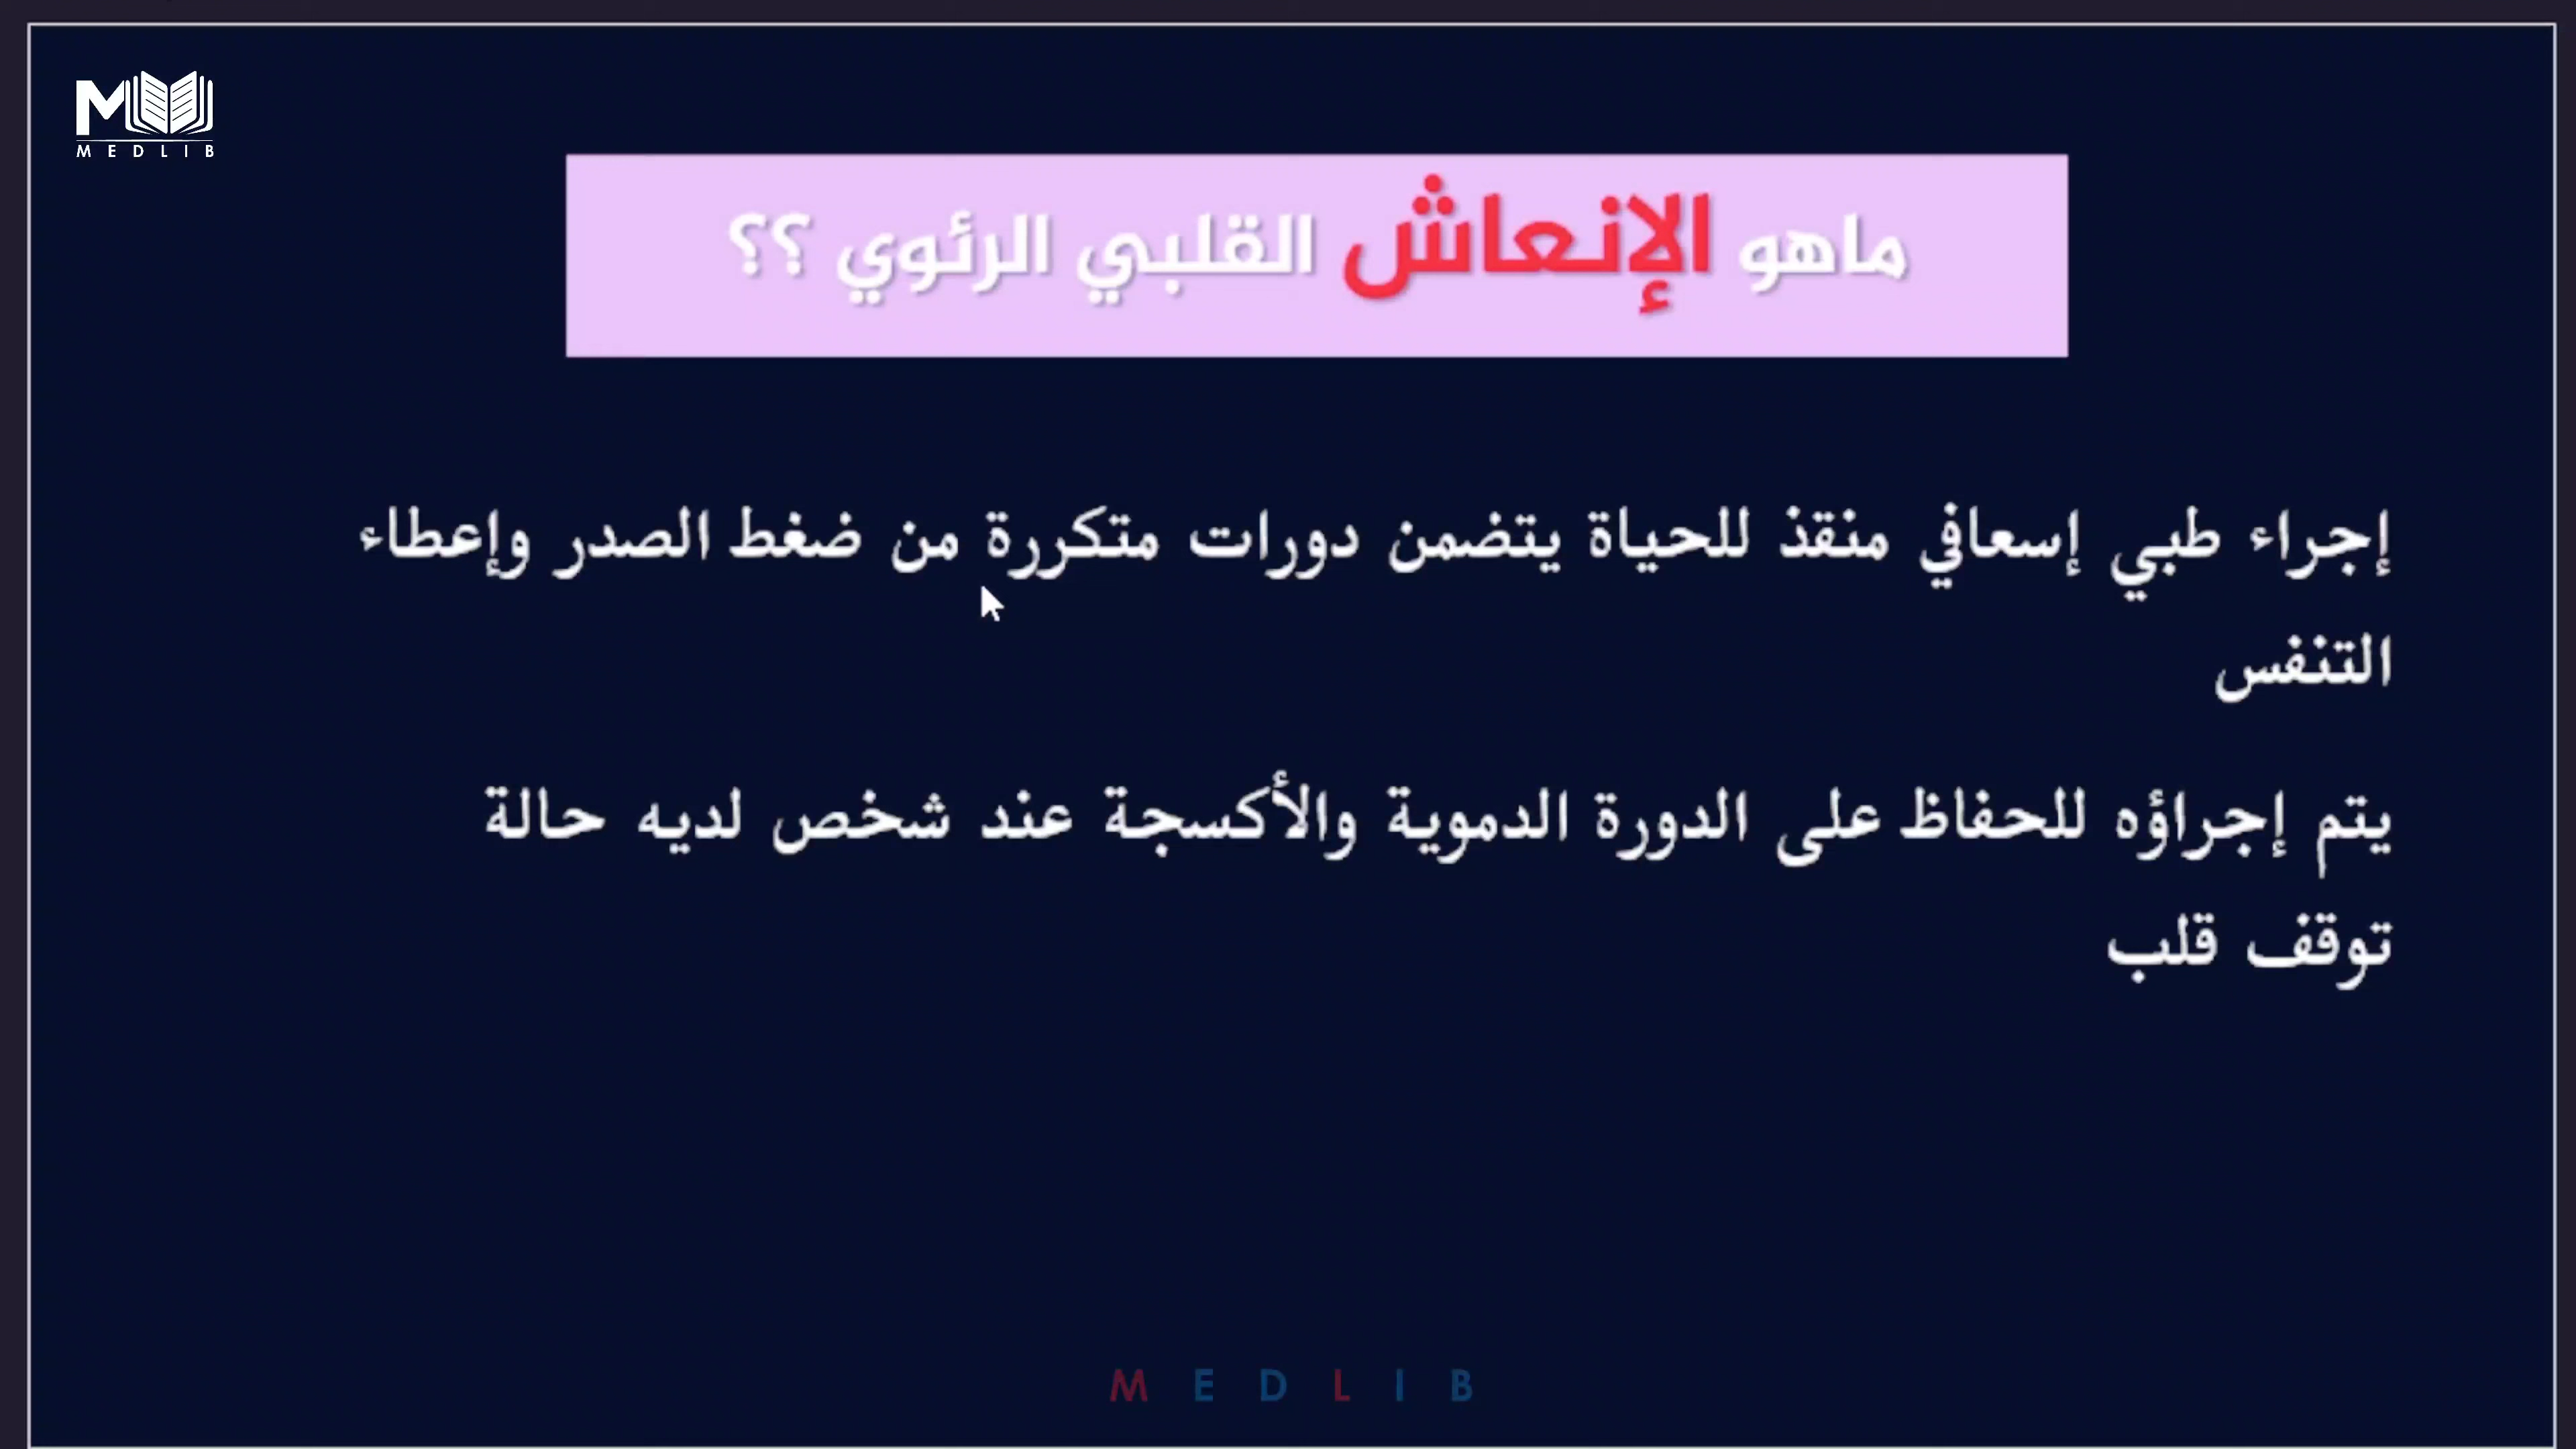 MEDLIB
ماهو الإنعاش القلبي الرئوي ؟؟
إجراء طبي إسعافي منقذ للحياة يتضمن دورات متكررة من ضغط الصدر وإعطاء
التنفس
يتم إجراؤه للحفاظ على الدورة الدموية والأكسجة عند شخص لديه حالة
توقف قلب
MEDLIB